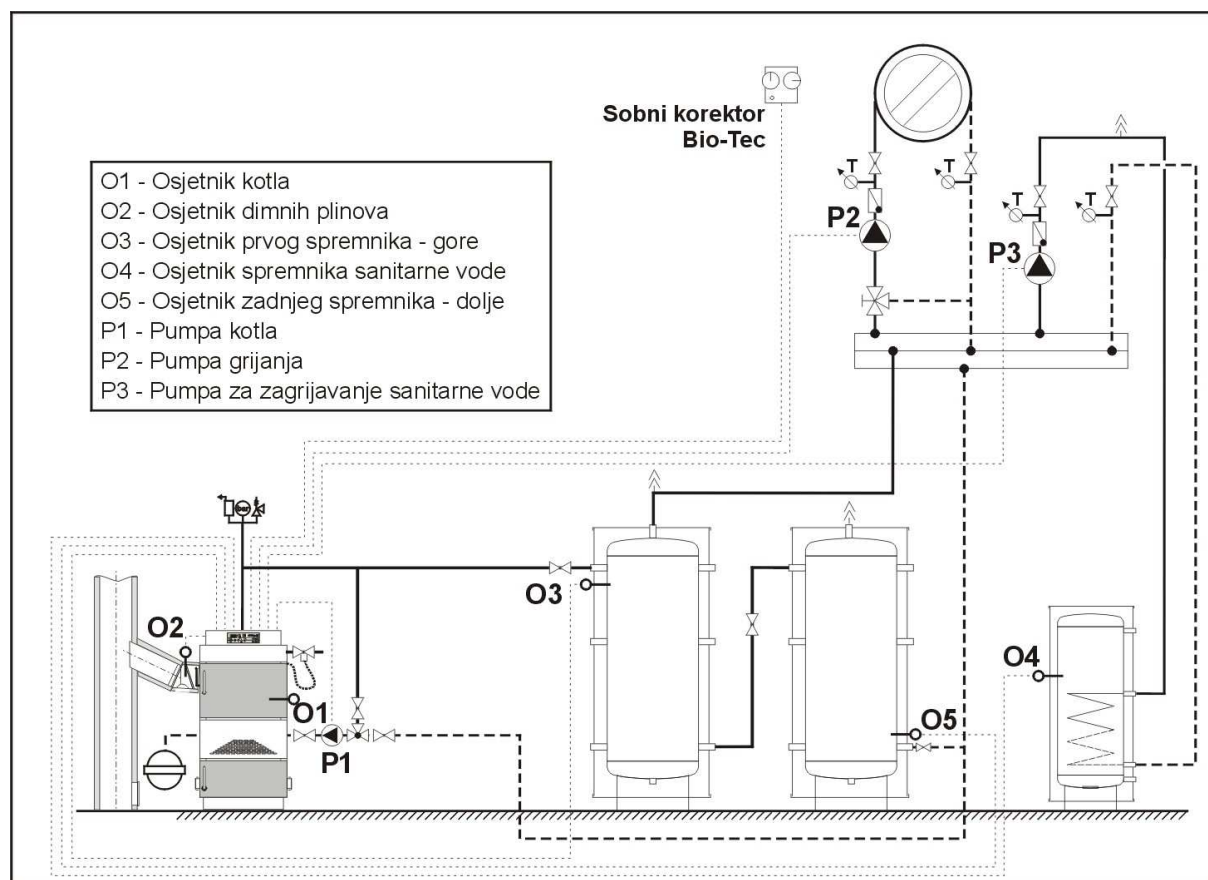 Sobni korektor
Bio-Tec
O1 - Osjetnik kotla
O2 - Osjetnik dimnih plinova
O3 - Osjetnik prvog spremnika - gore
O4 - Osjetnik spremnika sanitarne vode
O5 - Osjetnik zadnjeg spremnika - dolje
P1 - Pumpa kotla
P2 - Pumpa grijanja
P3 - Pumpa za zagrijavanje sanitarne vode
T
T
T
T
P2
P3
bar
O3
O2
O4
O1
O5
P1